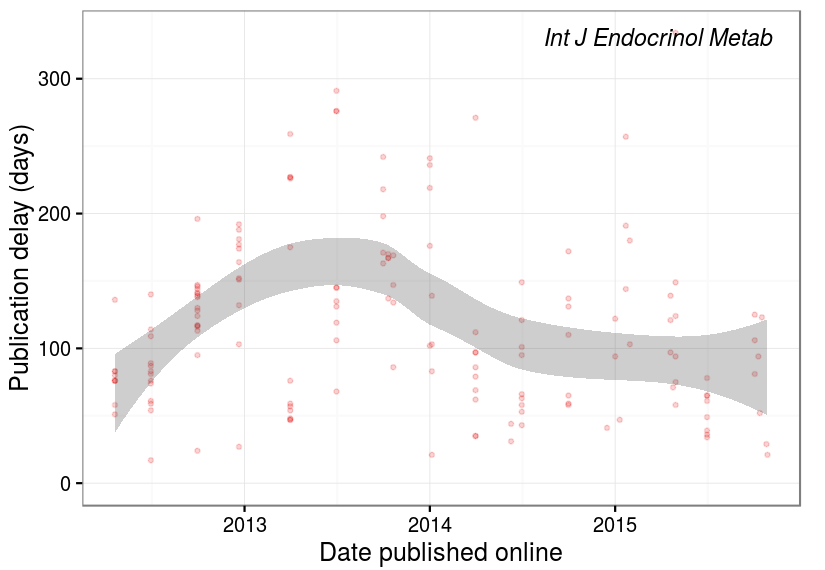 Int J Endocrinol Metab
Publication delay (days)
300
200
100
0
2013 2014 2015
Date published online